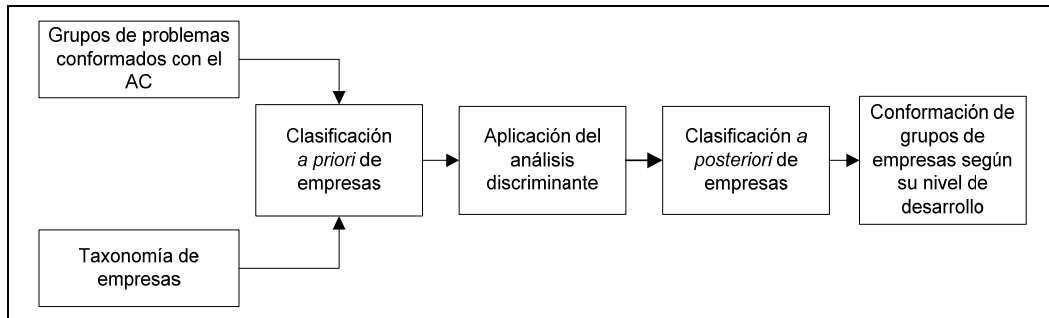 Grupos de problemas
conformados con el
AC
Clasificación
a priori de
empresas
Aplicación del
análisis
discriminante
Clasificación a
posteriori de
empresas
Conformación de
grupos de
empresas según
su nivel de
desarrollo
Taxonomía de
empresas